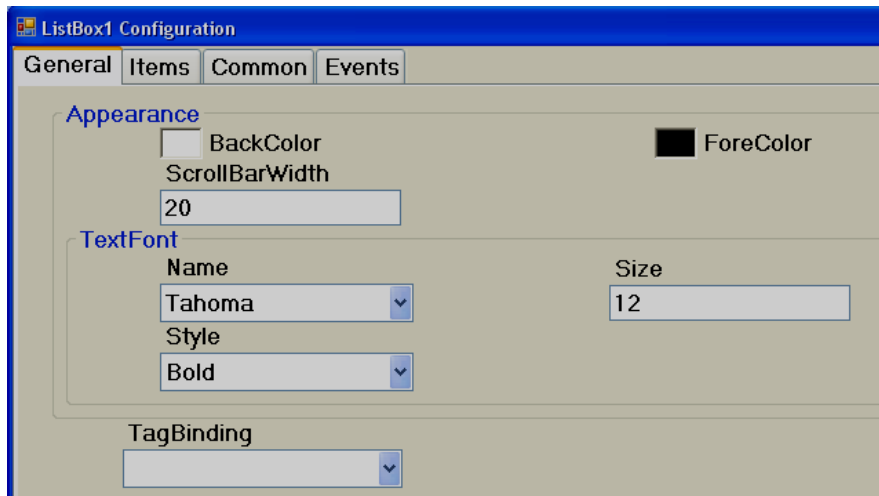 ListBox1 Configuration
General Items Common Events
Appearance
BackColor ForeColor
ScrollBarWidth
20
TextFont
Name Size
Tahoma 12
Style
Bold
TagBinding